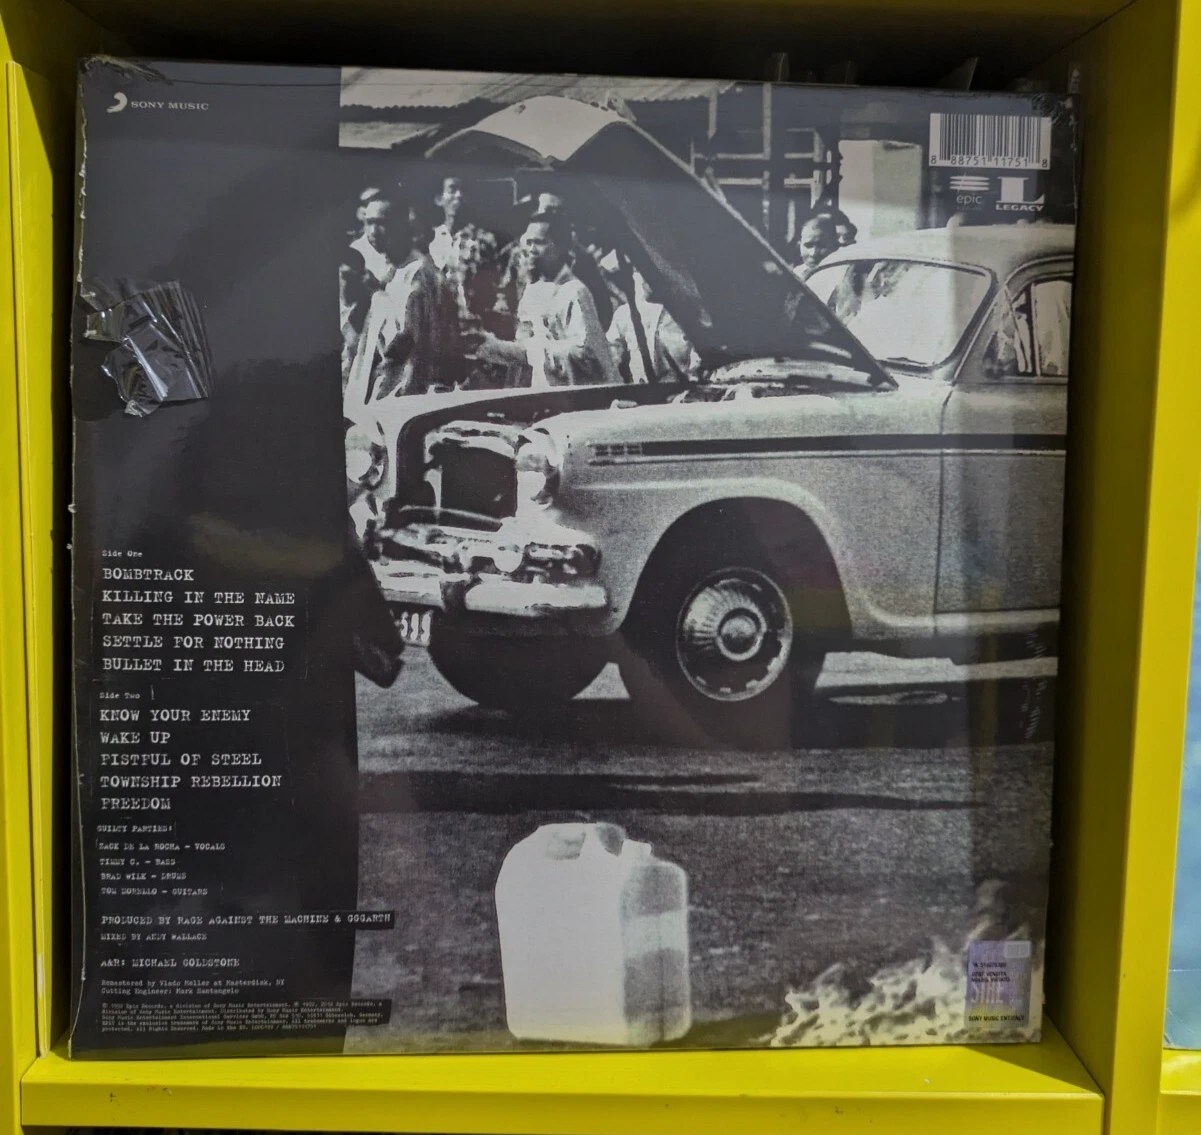 SONY MUSIC
8 88751 11751 8
epic
L
LEGACY
599
Side One
BOMBTRACK
KILLING IN THE NAME
TAKE THE POWER BACK
SETTLE FOR NOTHING
BULLET IN THE HEAD
Side Two
KNOW YOUR ENEMY
WAKE UP
FISTFUL OF STEEL
TOWNSHIP REBELLION
FREEDOM
GUILTY PARTIES:
ZACK DE LA ROCHA - VOCALS
TIMMY C. - BASS
BRAD WILK - DRUMS
TOM MORELLO - GUITARS
PRODUCED BY RAGE AGAINST THE MACHINE & GGGARTH
MIXED BY ANDY WALLACE
A&R: MICHAEL GOLDSTONE
Remastered by Vlado Meller at Masterdisk, NY
Cutting Engineer: Mark Santangelo
SONY MUSIC ENT.